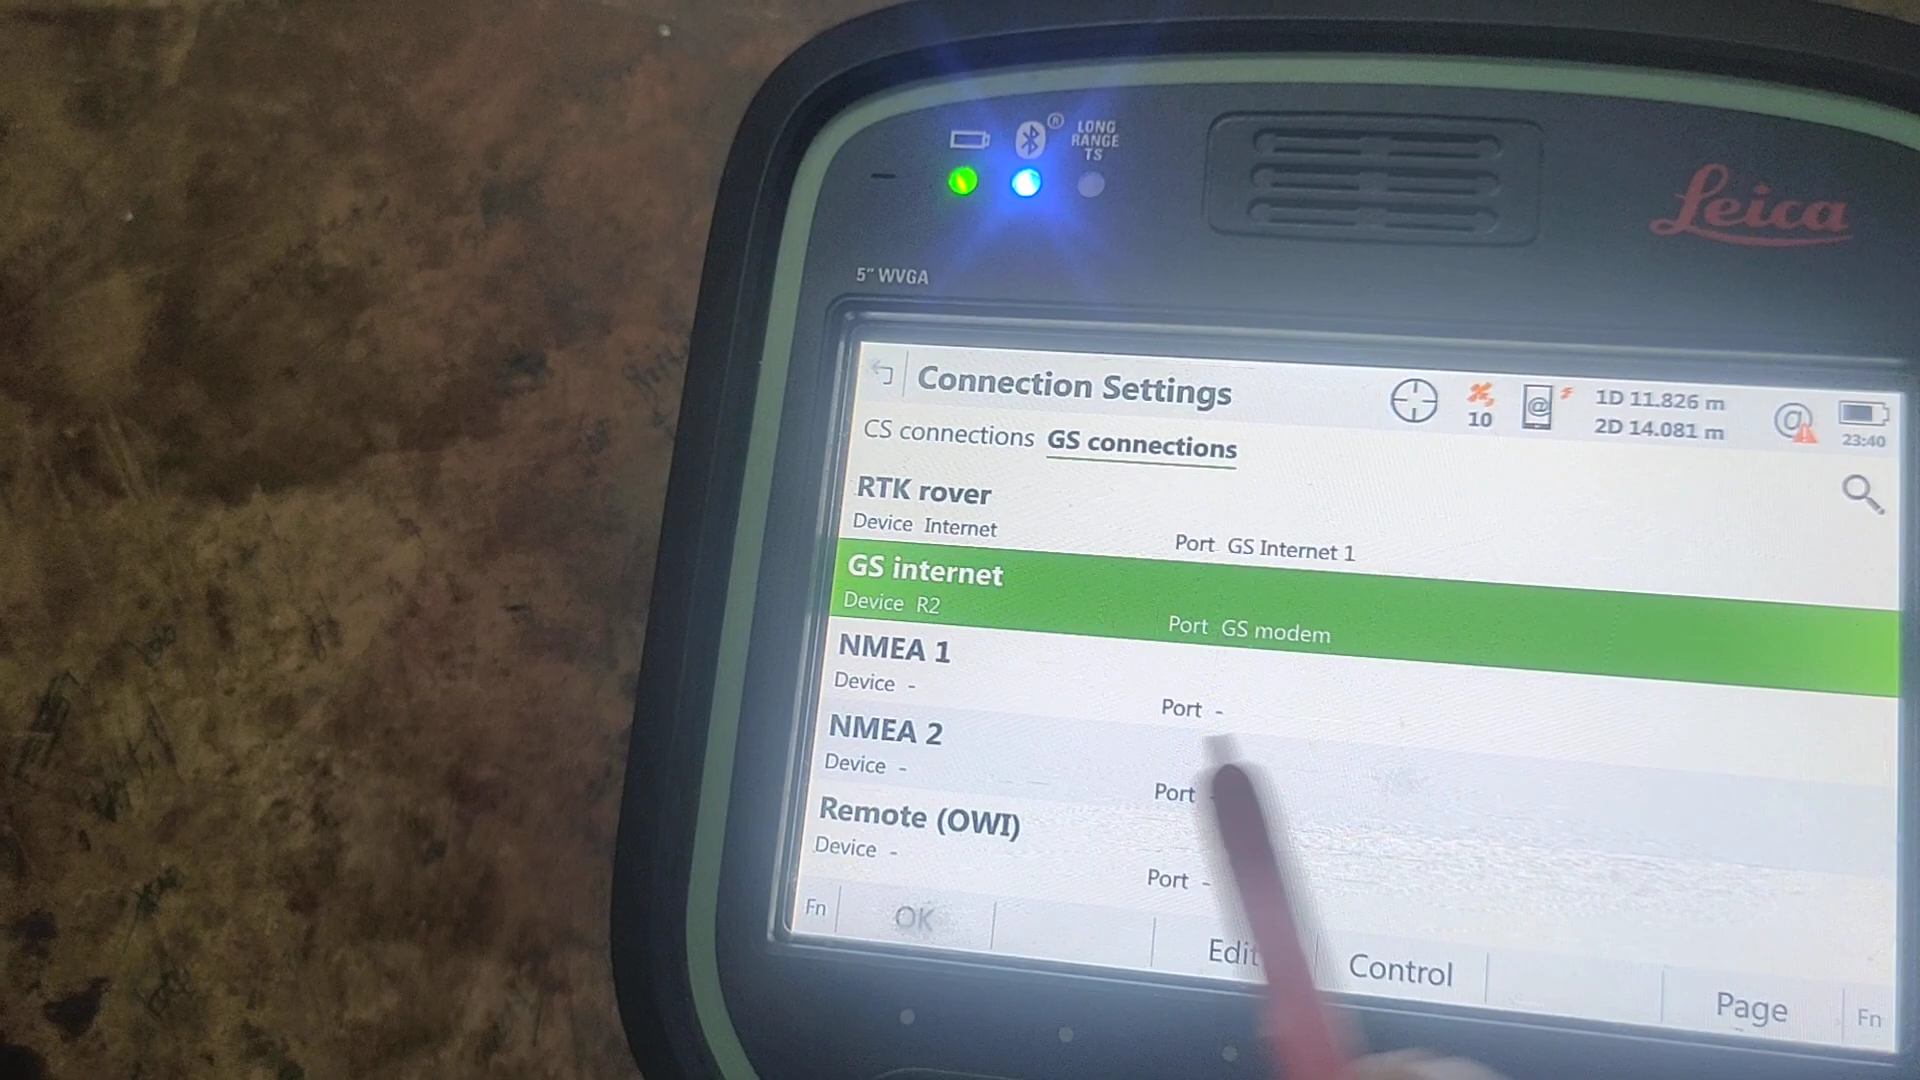 LONG
RANGE
TS
®
Leica
5" WVGA
Connection Settings
10
@
1D 11.826 m
2D 14.081 m
@
23:40
CS connections GS connections
RTK rover
Device Internet Port GS Internet 1
GS internet
Device R2 Port GS modem
NMEA 1
Device - Port -
NMEA 2
Device - Port -
Remote (OWI)
Device - Port -
Fn OK Edit Control Page Fn